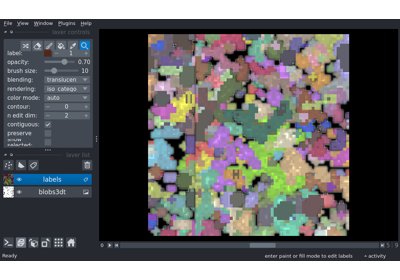 File View Window Plugins Help
layer controls
label: 1
opacity: 0.70
brush size: 10
blending: translucen
rendering: iso_catego
color mode: auto
contour: 0
n edit dim: 2
contiguous:
preserve
selected:
layer list
labels
blobs3dt
Ready
enter paint or fill mode to edit labels
activity